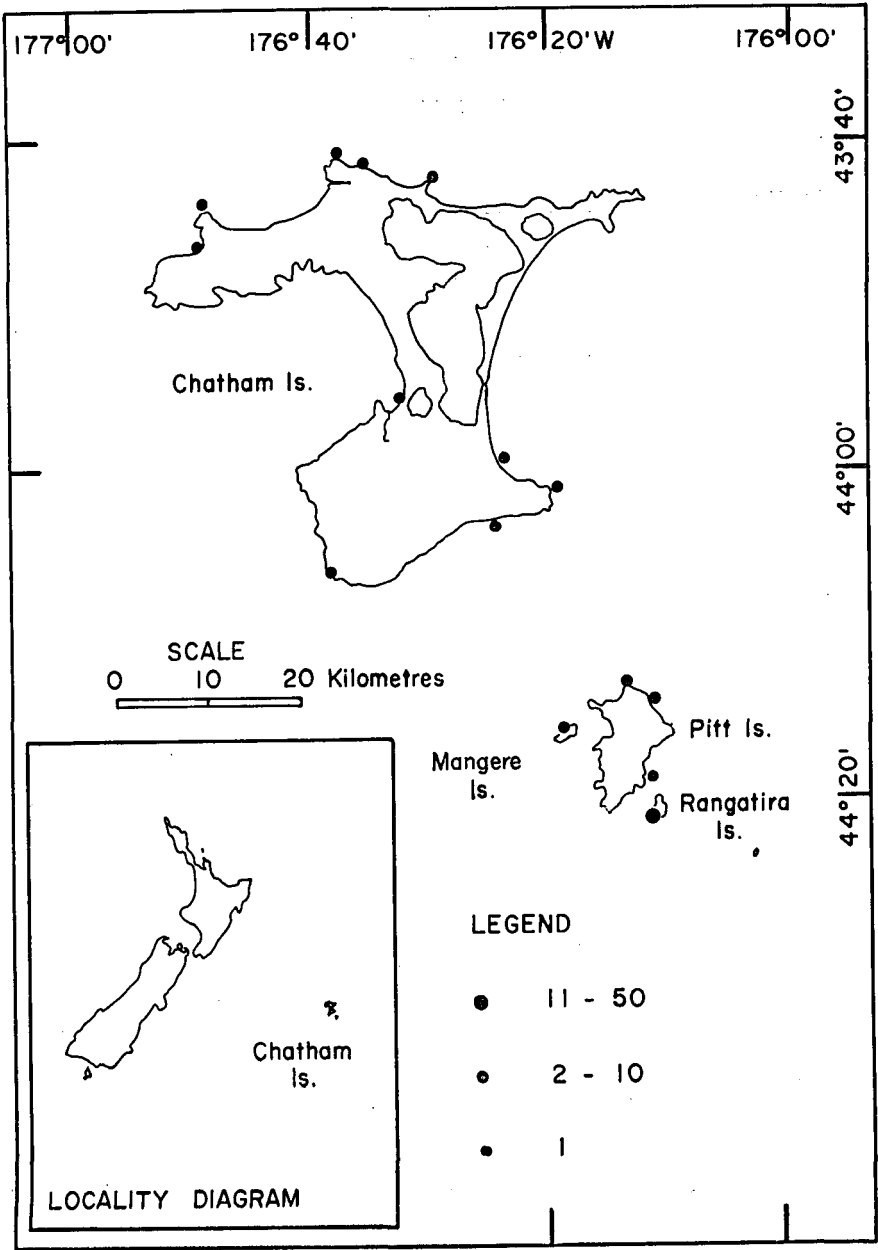 177°00' 176°40' 176°20'W 176°00'
43°40'
Chatham Is.
44°00'
SCALE
0 10 20 Kilometres
Pitt Is.
Mangere
Is.
44°20'
Rangatira
Is.
LEGEND
11 - 50
2 - 10
1
Chatham
Is.
LOCALITY DIAGRAM